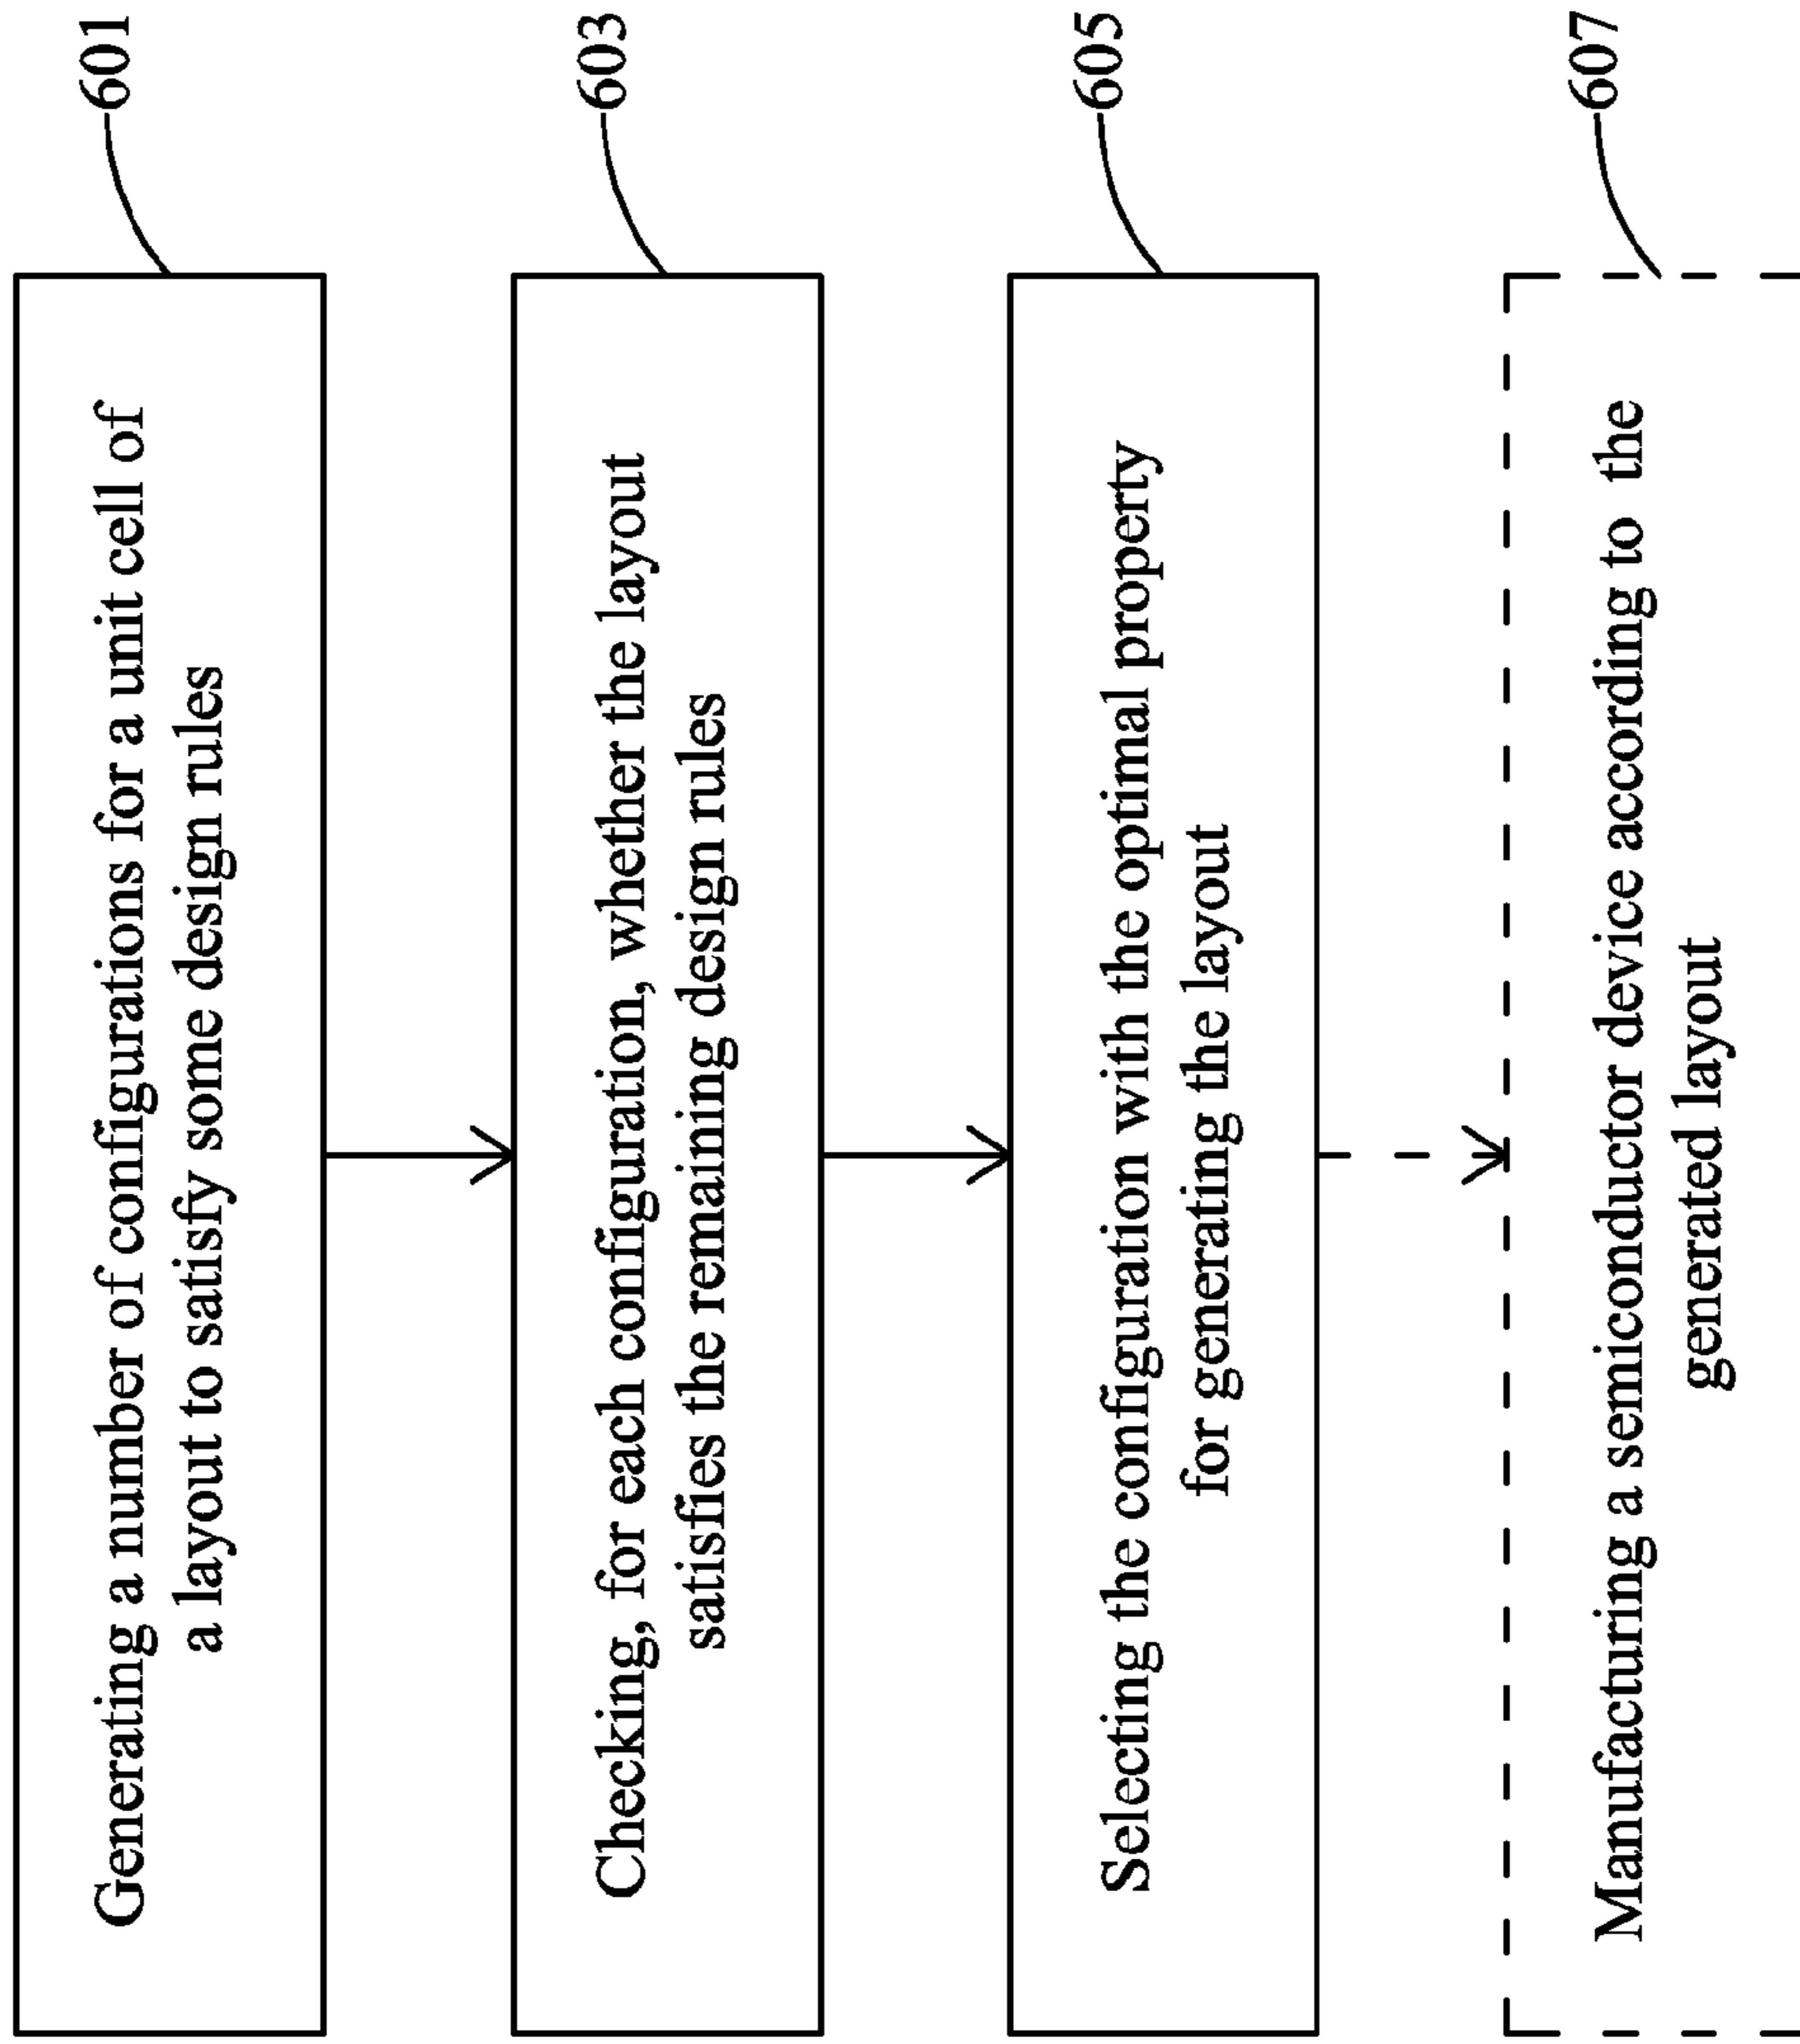 Generating a number of configurations for a unit cell of
a layout to satisfy some design rules
601
Checking, for each configuration, whether the layout
satisfies the remaining design rules
603
Selecting the configuration with the optimal property
for generating the layout
605
Manufacturing a semiconductor device according to the
generated layout
607